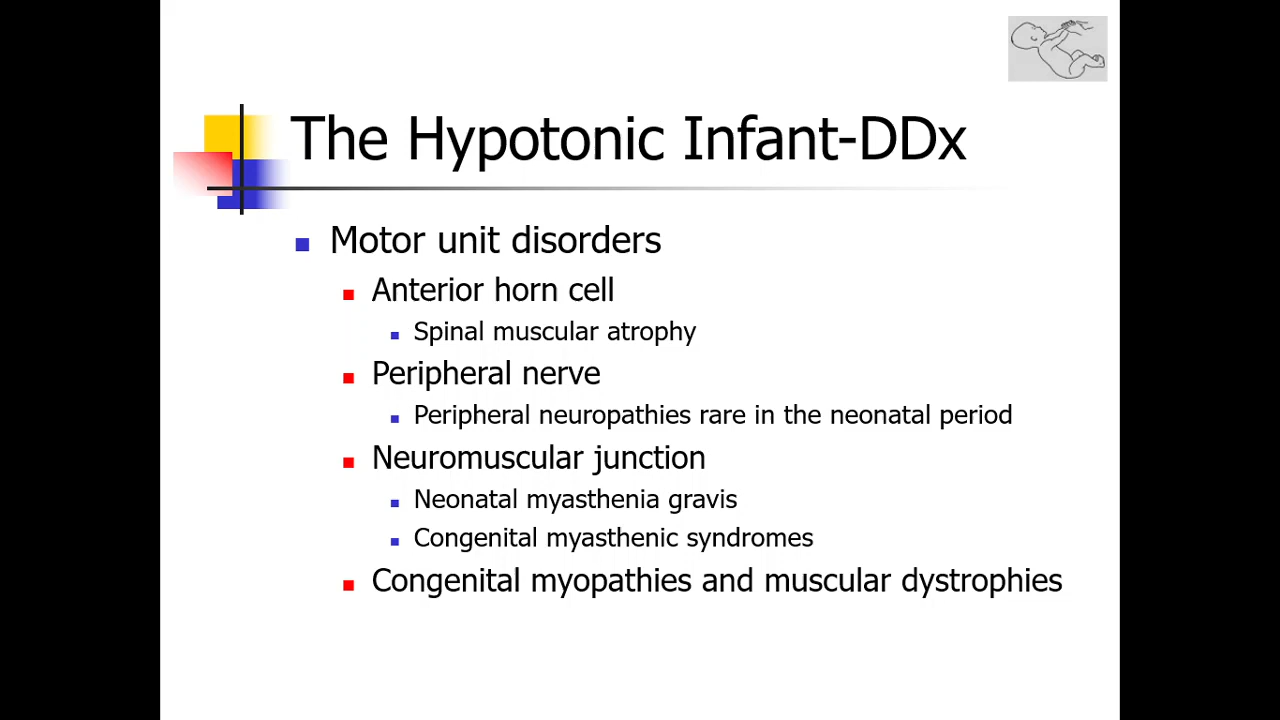 The Hypotonic Infant-DDx
Motor unit disorders
Anterior horn cell
Spinal muscular atrophy
Peripheral nerve
Peripheral neuropathies rare in the neonatal period
Neuromuscular junction
Neonatal myasthenia gravis
Congenital myasthenic syndromes
Congenital myopathies and muscular dystrophies